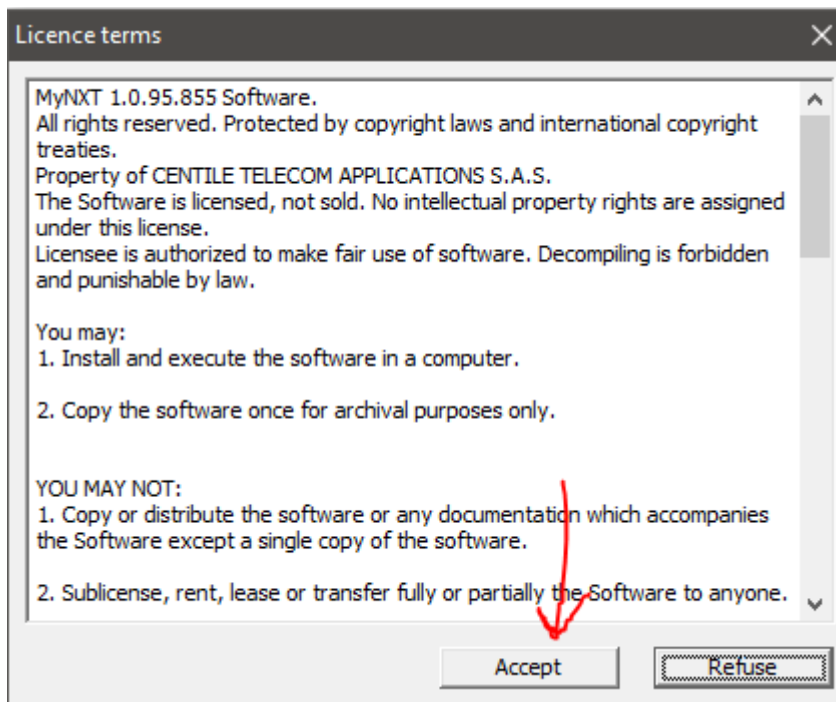 Licence terms
MyNXT 1.0.95.855 Software.
All rights reserved. Protected by copyright laws and international copyright
treaties.
Property of CENTILE TELECOM APPLICATIONS S.A.S.
The Software is licensed, not sold. No intellectual property rights are assigned
under this license.
Licensee is authorized to make fair use of software. Decompiling is forbidden
and punishable by law.
You may:
1. Install and execute the software in a computer.
2. Copy the software once for archival purposes only.
YOU MAY NOT:
1. Copy or distribute the software or any documentation which accompanies
the Software except a single copy of the software.
2. Sublicense, rent, lease or transfer fully or partially the Software to anyone.
Accept
Refuse